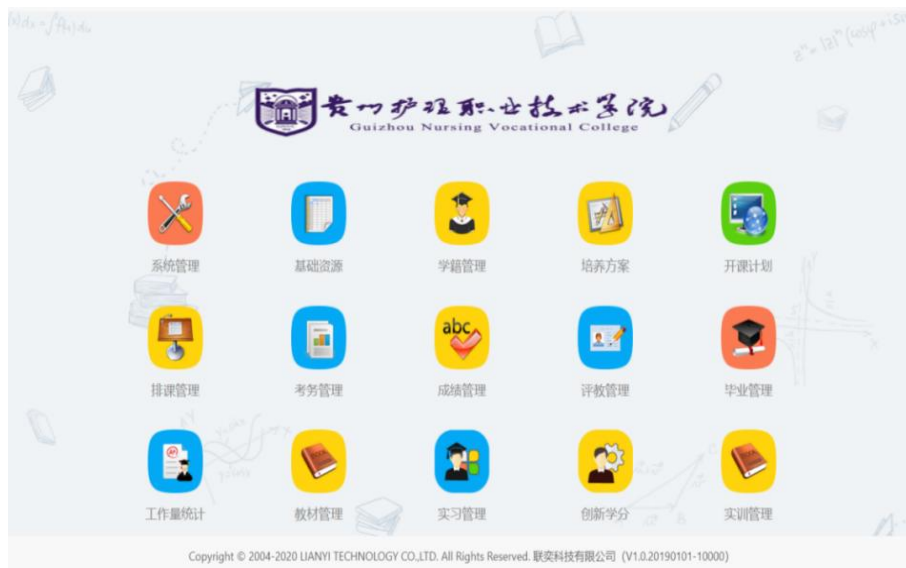 贵州护理职业技术学院
Guizhou Nursing Vocational College
系统管理 基础资源 学籍管理 培养方案 开课计划
abc
排课管理 考务管理 成绩管理 评教管理 毕业管理
工作量统计 教材管理 实习管理 创新学分 实训管理
Copyright © 2004-2020 LIANYI TECHNOLOGY CO.,LTD. All Rights Reserved. 联奕科技有限公司 (V1.0.20190101-10000)